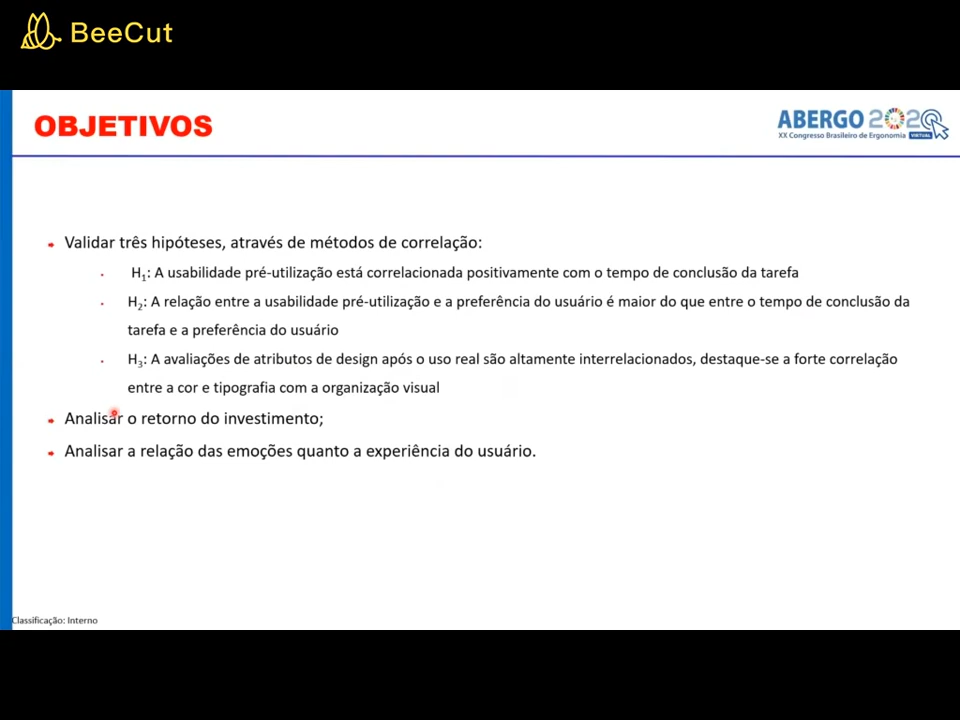 BeeCut
OBJETIVOS
ABERGO 2020
XX Congresso Brasileiro de Ergonomia VIRTUAL
Validar três hipóteses, através de métodos de correlação:
H1: A usabilidade pré-utilização está correlacionada positivamente com o tempo de conclusão da tarefa
H2: A relação entre a usabilidade pré-utilização e a preferência do usuário é maior do que entre o tempo de conclusão da
tarefa e a preferência do usuário
H3: A avaliações de atributos de design após o uso real são altamente interrelacionados, destaque-se a forte correlação
entre a cor e tipografia com a organização visual
Analisar o retorno do investimento;
Analisar a relação das emoções quanto a experiência do usuário.
Classificação: Interno